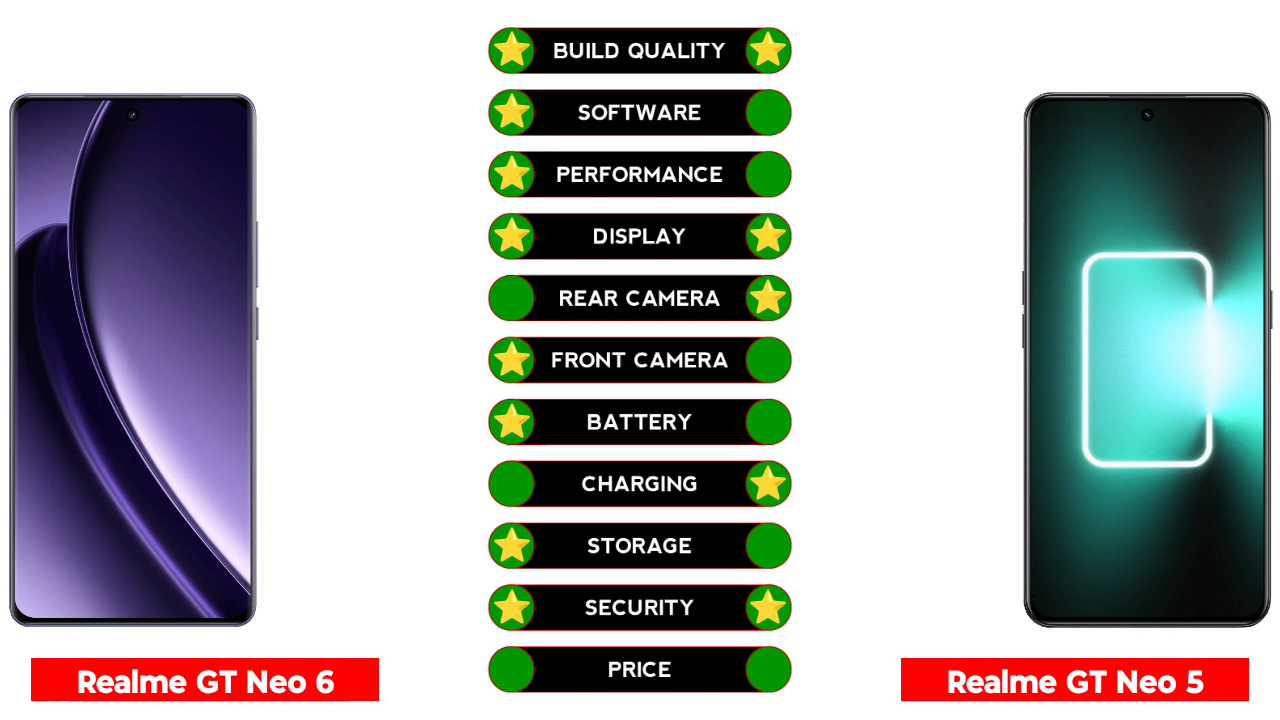 BUILD QUALITY
SOFTWARE
PERFORMANCE
DISPLAY
REAR CAMERA
FRONT CAMERA
BATTERY
CHARGING
STORAGE
SECURITY
PRICE
Realme GT Neo 6
Realme GT Neo 5